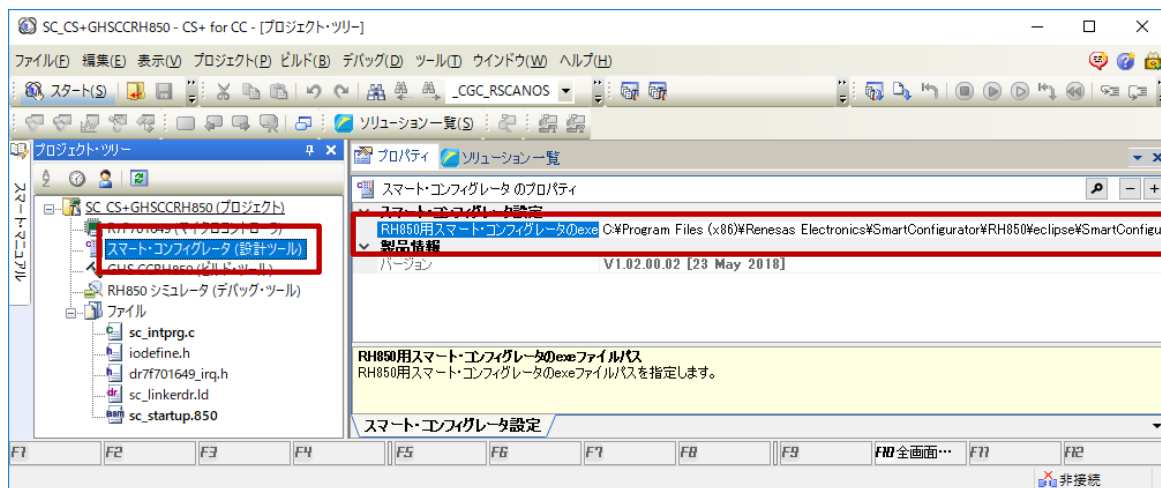 SC_CS+GHSCCRH850 - CS+ for CC - [プロジェクト・ツリー]
ファイル(F) 編集(E) 表示(V) プロジェクト(P) ビルド(B) デバッグ(D) ツール(T) ウインドウ(W) ヘルプ(H)
スタート(S) _CGC_RSCANOS
ソリューション一覧(S)
プロジェクト・ツリー
プロパティ ソリューション一覧
スマート・マニュアル
スマート・コンフィグレータ のプロパティ
SC_CS+GHSCCRH850 (プロジェクト)
R7F701649 (マイクロコントローラ)
スマート・コンフィグレータ (設計ツール)
GHS CCRH850 (ビルド・ツール)
RH850 シミュレータ (デバッグ・ツール)
ファイル
sc_intprg.c
iodefine.h
dr7f701649_irq.h
sc_linkerdr.ld
sc_startup.850
スマート・コンフィグレータ設定
RH850用スマート・コンフィグレータのexe C:¥Program Files (x86)¥Renesas Electronics¥SmartConfigurator¥RH850¥eclipse¥SmartConfigu
製品情報
バージョン V1.02.00.02 [23 May 2018]
RH850用スマート・コンフィグレータのexeファイルパス
RH850用スマート・コンフィグレータのexeファイルパスを指定します。
スマート・コンフィグレータ設定
F1 F2 F3 F4 F5 F6 F7 F8 F9 F10 全画面… F11 F12
非接続